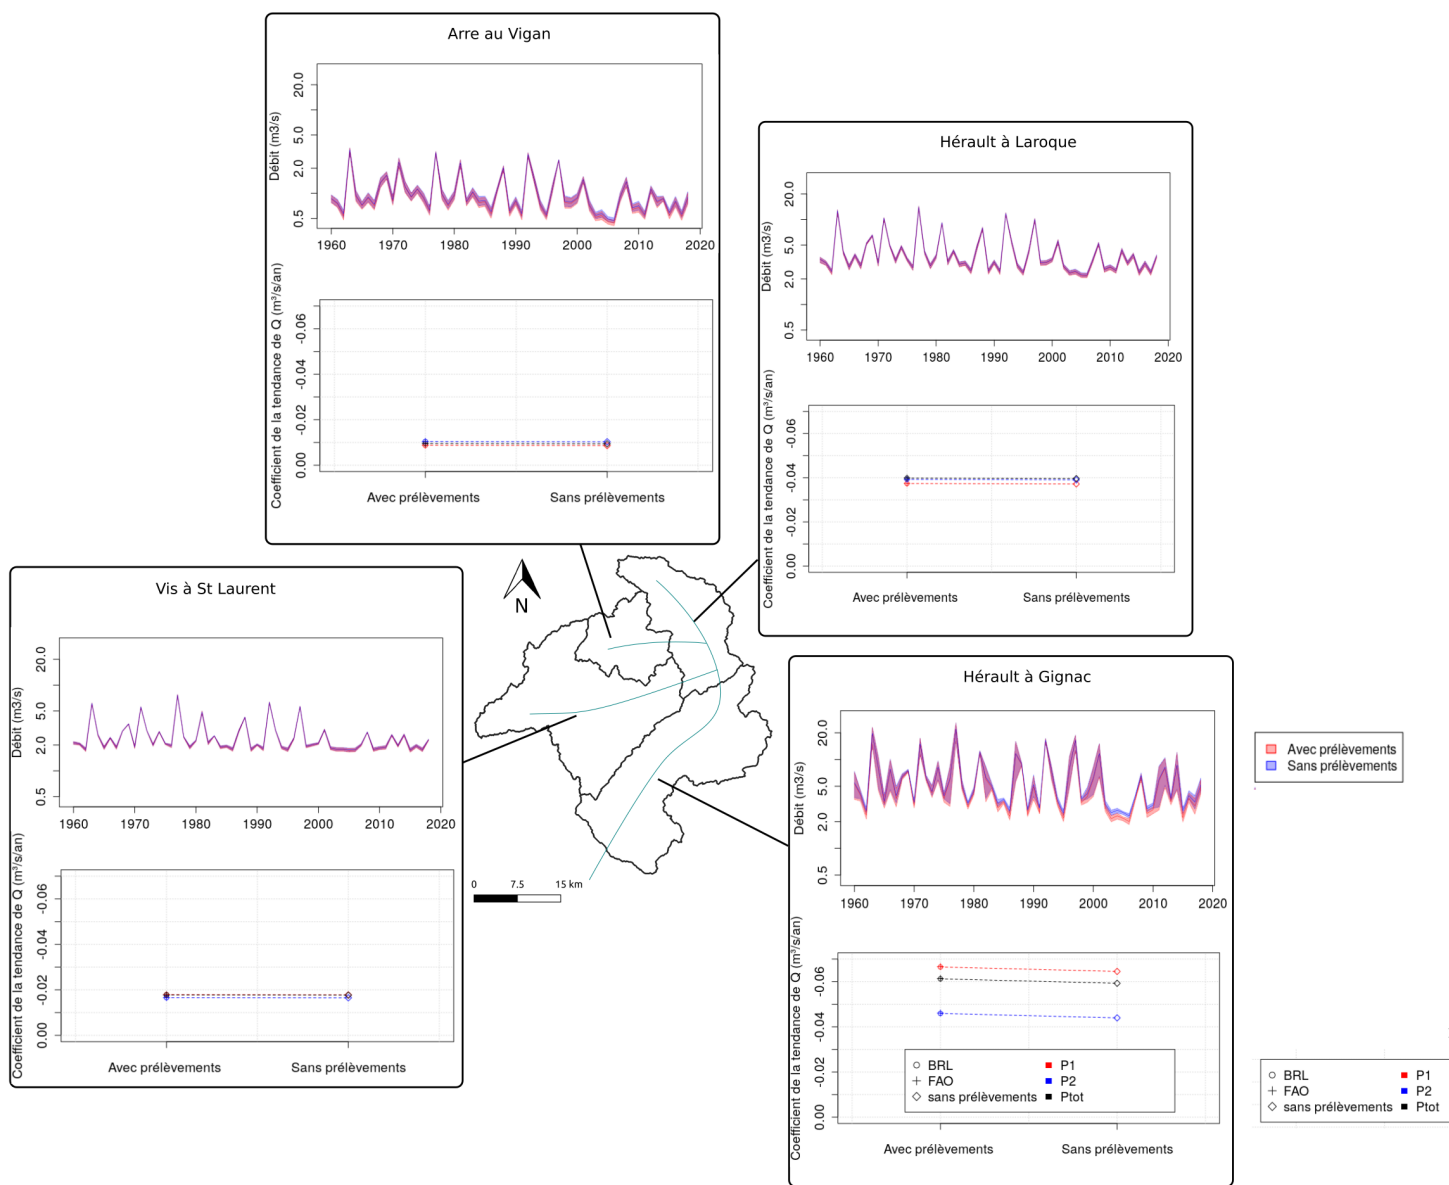 Arre au Vigan
Débit (m3/s)
20.0
5.0
2.0
0.5
1960 1970 1980 1990 2000 2010 2020
Coefficient de la tendance de Q (m³/s/an)
-0.06
-0.04
-0.02
0.00
Avec prélèvements Sans prélèvements
Hérault à Laroque
Débit (m3/s)
20.0
5.0
2.0
0.5
1960 1970 1980 1990 2000 2010 2020
Coefficient de la tendance de Q (m³/s/an)
-0.06
-0.04
-0.02
0.00
Avec prélèvements Sans prélèvements
Vis à St Laurent
Débit (m3/s)
20.0
5.0
2.0
0.5
1960 1970 1980 1990 2000 2010 2020
Coefficient de la tendance de Q (m³/s/an)
-0.06
-0.04
-0.02
0.00
Avec prélèvements Sans prélèvements
N
0 7.5 15 km
Hérault à Gignac
Débit (m3/s)
20.0
5.0
2.0
0.5
1960 1970 1980 1990 2000 2010 2020
Coefficient de la tendance de Q (m³/s/an)
-0.06
-0.04
-0.02
0.00
BRL P1
FAO P2
sans prélèvements Ptot
Avec prélèvements Sans prélèvements
Avec prélèvements
Sans prélèvements
BRL P1
FAO P2
sans prélèvements Ptot